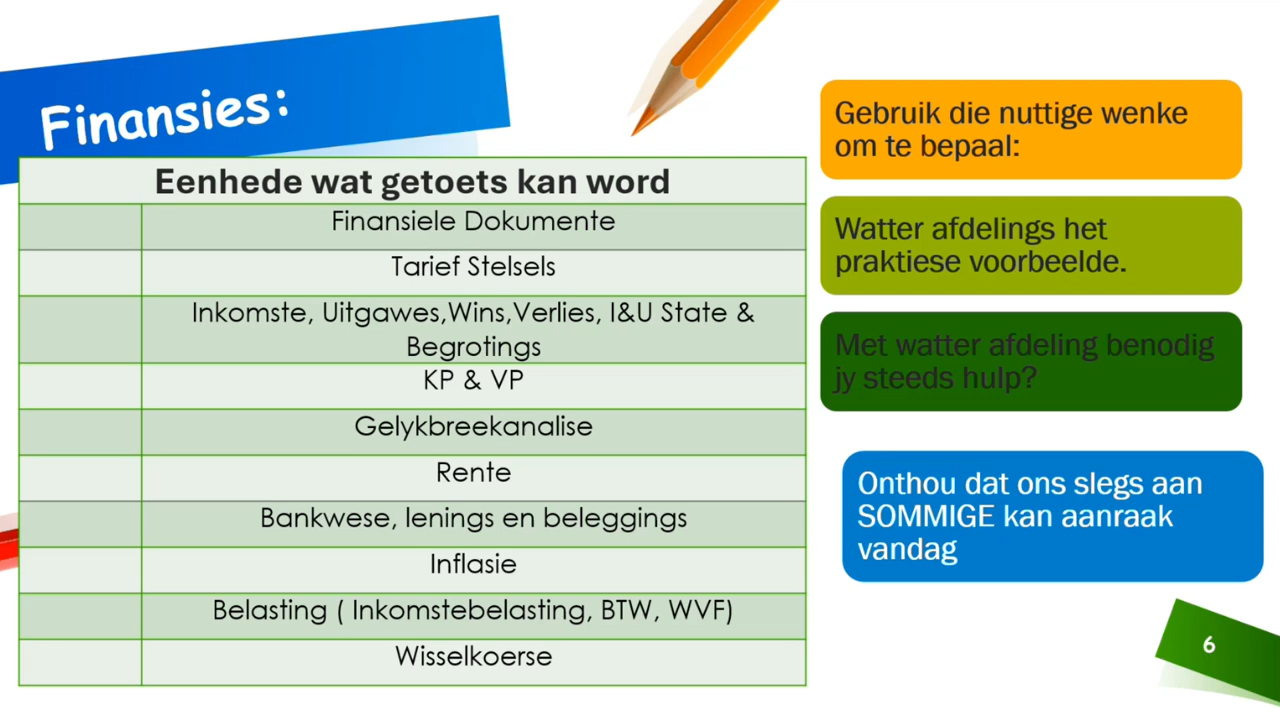 Finansies:
Eenhede wat getoets kan word
Finansiele Dokumente
Tarief Stelsels
Inkomste, Uitgawes,Wins,Verlies, I&U State &
Begrotings
KP & VP
Gelykbreekanalise
Rente
Bankwese, lenings en beleggings
Inflasie
Belasting ( Inkomstebelasting, BTW, WVF)
Wisselkoerse
Gebruik die nuttige wenke
om te bepaal:
Watter afdelings het
praktiese voorbeelde.
Met watter afdeling benodig
jy steeds hulp?
Onthou dat ons slegs aan
SOMMIGE kan aanraak
vandag
6